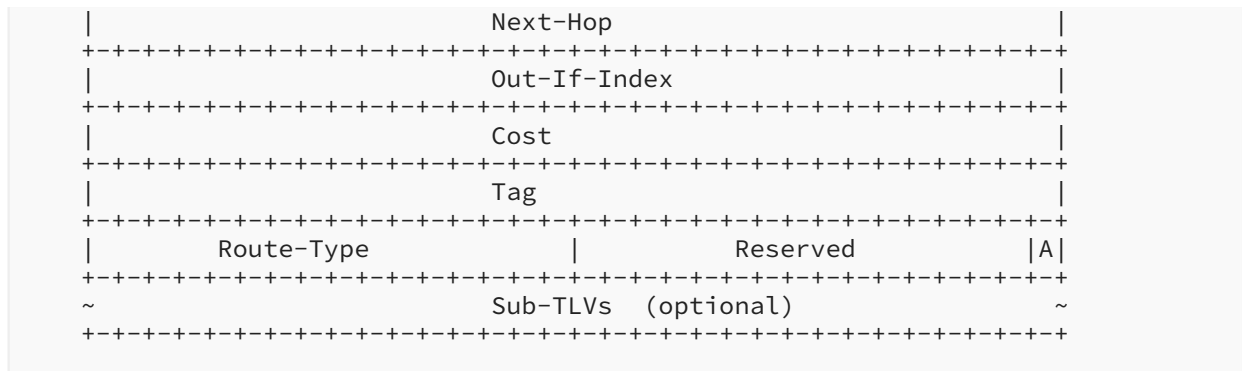 |                          Next-Hop                             |
+-+-+-+-+-+-+-+-+-+-+-+-+-+-+-+-+-+-+-+-+-+-+-+-+-+-+-+-+-+-+-+-+
|                          Out-If-Index                         |
+-+-+-+-+-+-+-+-+-+-+-+-+-+-+-+-+-+-+-+-+-+-+-+-+-+-+-+-+-+-+-+-+
|                          Cost                                 |
+-+-+-+-+-+-+-+-+-+-+-+-+-+-+-+-+-+-+-+-+-+-+-+-+-+-+-+-+-+-+-+-+
|                          Tag                                  |
+-+-+-+-+-+-+-+-+-+-+-+-+-+-+-+-+-+-+-+-+-+-+-+-+-+-+-+-+-+-+-+-+
|        Route-Type             |          Reserved           |A|
+-+-+-+-+-+-+-+-+-+-+-+-+-+-+-+-+-+-+-+-+-+-+-+-+-+-+-+-+-+-+-+-+
~                          Sub-TLVs  (optional)                 ~
+-+-+-+-+-+-+-+-+-+-+-+-+-+-+-+-+-+-+-+-+-+-+-+-+-+-+-+-+-+-+-+-+